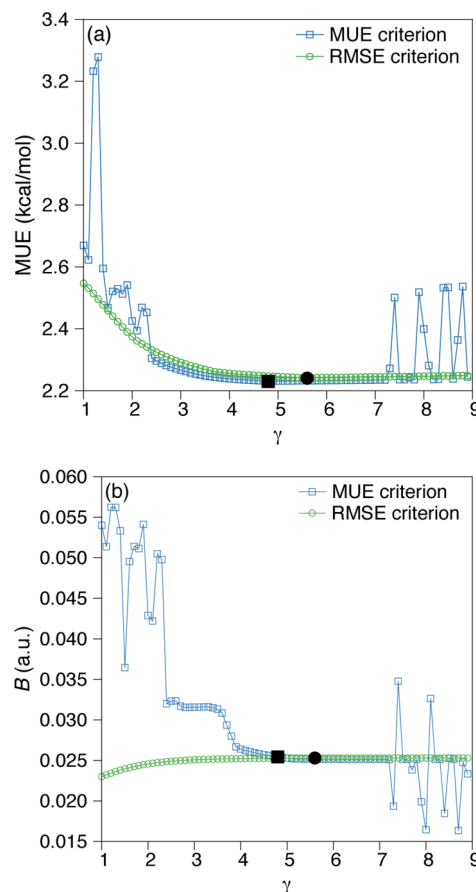 (a)
MUE criterion
RMSE criterion
MUE (kcal/mol)
3.4
3.2
3.0
2.8
2.6
2.4
2.2
1 2 3 4 5 6 7 8 9
γ
(b)
MUE criterion
RMSE criterion
B (a.u.)
0.060
0.055
0.050
0.045
0.040
0.035
0.030
0.025
0.020
0.015
1 2 3 4 5 6 7 8 9
γ